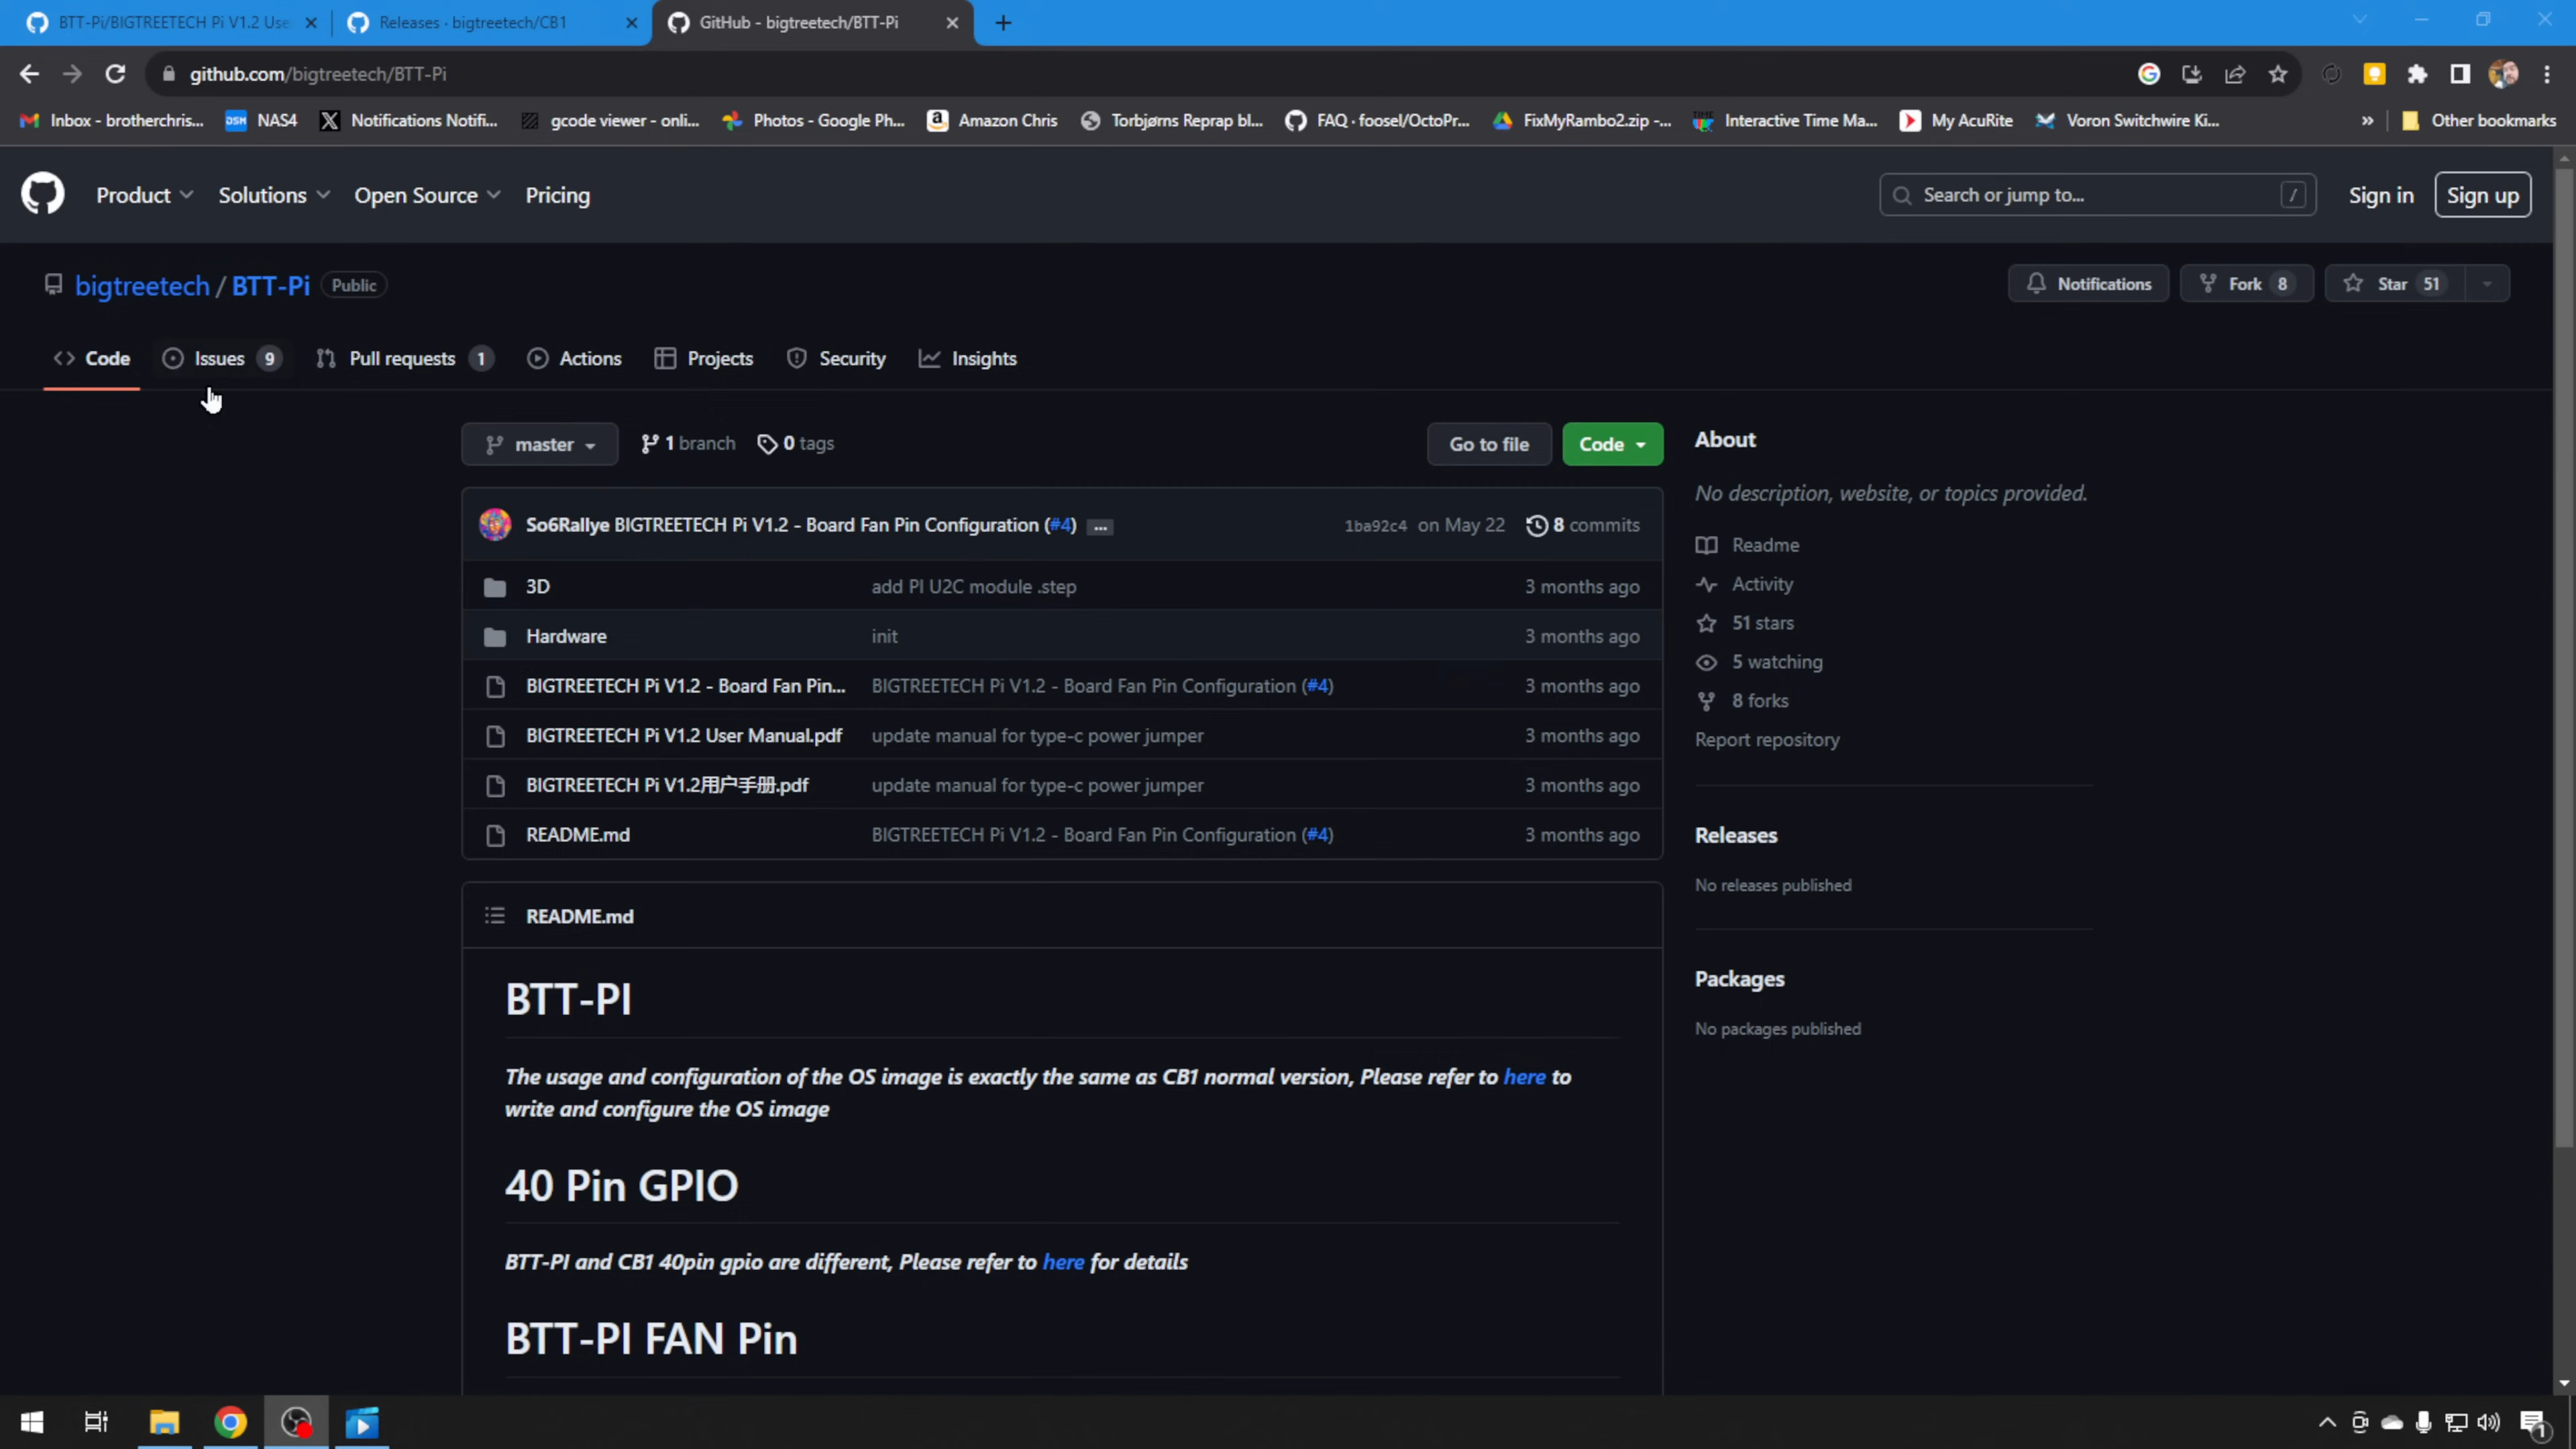 BTT-Pi/BIGTREETECH Pi V1.2 Use
Releases · bigtreetech/CB1
GitHub - bigtreetech/BTT-Pi
github.com/bigtreetech/BTT-Pi
Inbox - brotherchris...
DSM NAS4
Notifications Notifi...
gcode viewer - onli...
Photos - Google Ph...
Amazon Chris
Torbjørns Reprap bl...
FAQ · foosel/OctoPr...
FixMyRambo2.zip -...
Interactive Time Ma...
My AcuRite
Voron Switchwire Ki...
»
Other bookmarks
Product
Solutions
Open Source
Pricing
Search or jump to...
/
Sign in
Sign up
bigtreetech / BTT-Pi
Public
Notifications
Fork 8
Star 51
Code
Issues 9
Pull requests 1
Actions
Projects
Security
Insights
master
1 branch
0 tags
Go to file
Code
So6Rallye BIGTREETECH Pi V1.2 - Board Fan Pin Configuration (#4) ...
1ba92c4 on May 22
8 commits
3D add PI U2C module .step 3 months ago
Hardware init 3 months ago
BIGTREETECH Pi V1.2 - Board Fan Pin... BIGTREETECH Pi V1.2 - Board Fan Pin Configuration (#4) 3 months ago
BIGTREETECH Pi V1.2 User Manual.pdf update manual for type-c power jumper 3 months ago
BIGTREETECH Pi V1.2用户手册.pdf update manual for type-c power jumper 3 months ago
README.md BIGTREETECH Pi V1.2 - Board Fan Pin Configuration (#4) 3 months ago
README.md
BTT-PI
The usage and configuration of the OS image is exactly the same as CB1 normal version, Please refer to here to
write and configure the OS image
40 Pin GPIO
BTT-PI and CB1 40pin gpio are different, Please refer to here for details
BTT-PI FAN Pin
About
No description, website, or topics provided.
Readme
Activity
51 stars
5 watching
8 forks
Report repository
Releases
No releases published
Packages
No packages published
1